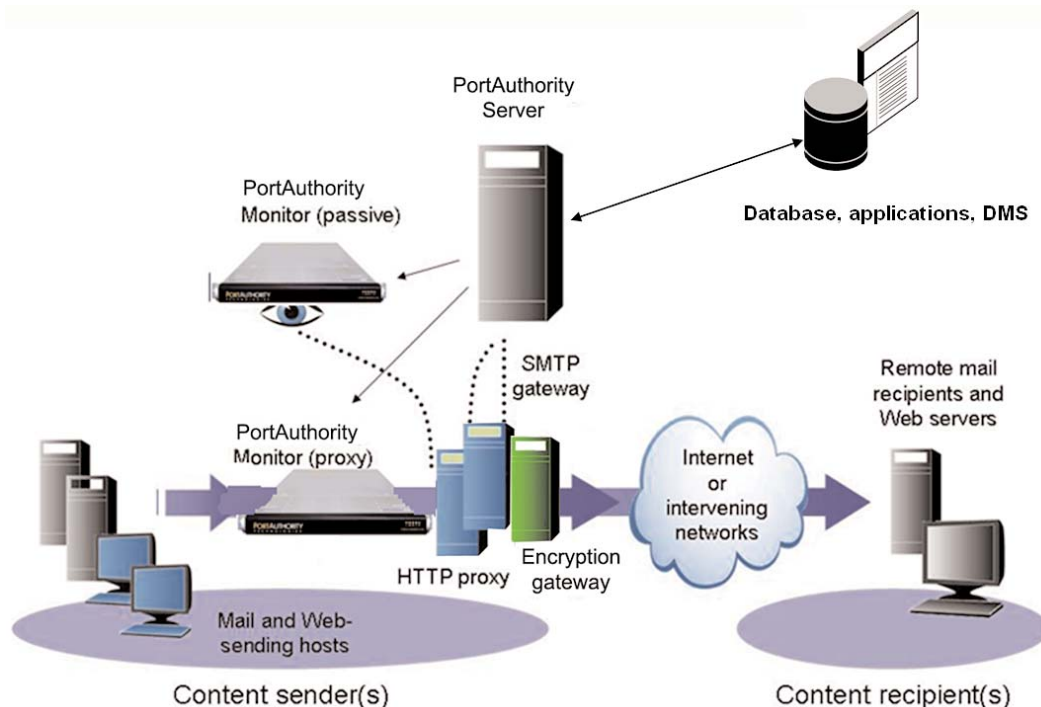 PortAuthority
Server
PortAuthority
Monitor (passive)
Database, applications, DMS
PORTAUTHORITY
TECHNOLOGIES
SMTP
gateway
Remote mail
recipients and
Web servers
PortAuthority
Monitor (proxy)
Internet
or
intervening
networks
PORTAUTHORITY
TECHNOLOGIES
HTTP proxy
Encryption
gateway
Mail and Web-
sending hosts
Content sender(s)
Content recipient(s)